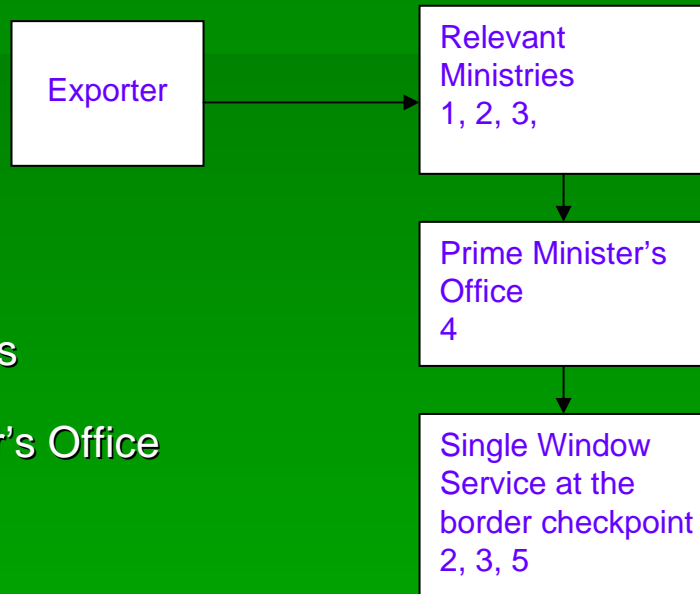 Exporter
Relevant
Ministries
1, 2, 3,
Prime Minister's
Office
4
s
r's Office
Single Window
Service at the
border checkpoint
2, 3, 5